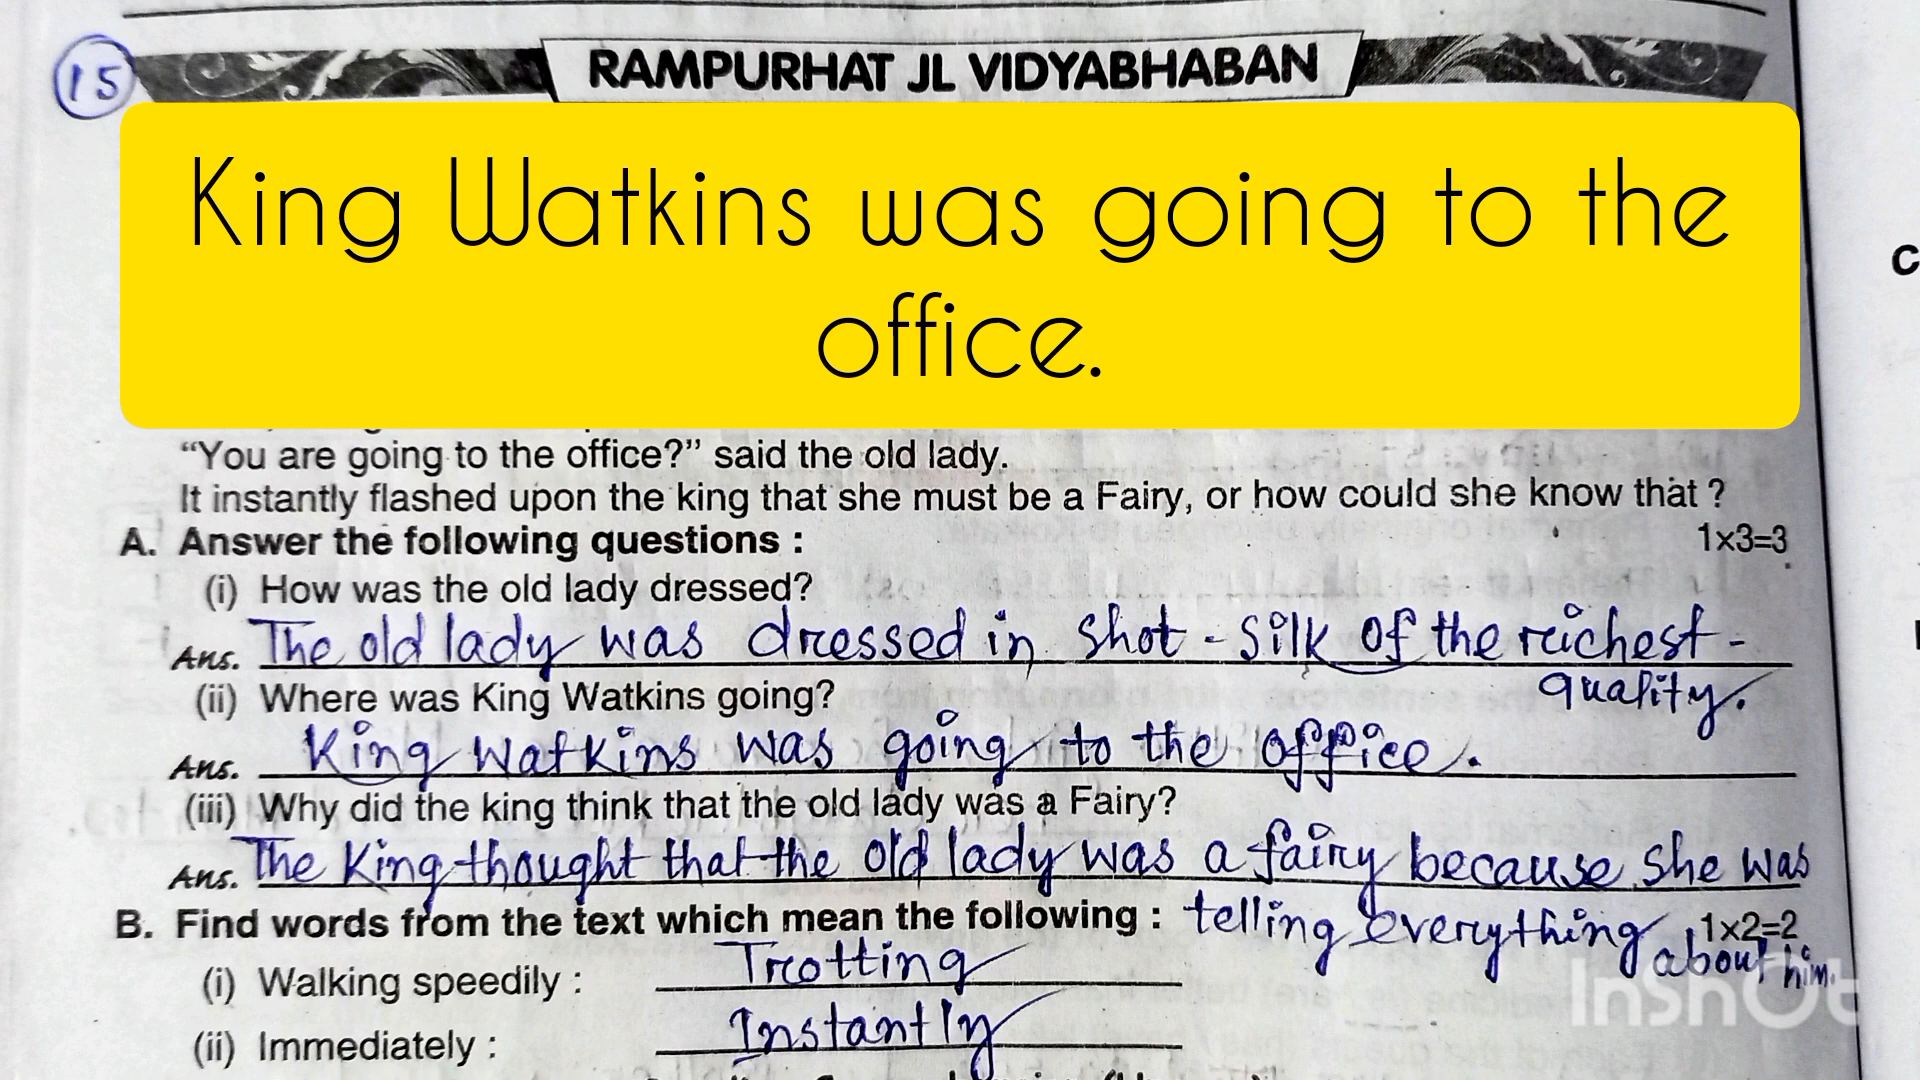 15
RAMPURHAT JL VIDYABHABAN
King Watkins was going to the
office.
"You are going to the office?" said the old lady.
It instantly flashed upon the king that she must be a Fairy, or how could she know that ?
A. Answer the following questions : 1×3=3
(i) How was the old lady dressed?
Ans. The old lady was dressed in shot-silk of the richest-
quality.
(ii) Where was King Watkins going?
Ans. King Watkins was going to the office.
(iii) Why did the king think that the old lady was a Fairy?
Ans. The King thought that the old lady was a fairy because she was
telling everything about him.
B. Find words from the text which mean the following : 1×2=2
(i) Walking speedily : Trotting
(ii) Immediately : Instantly
InShOt
C